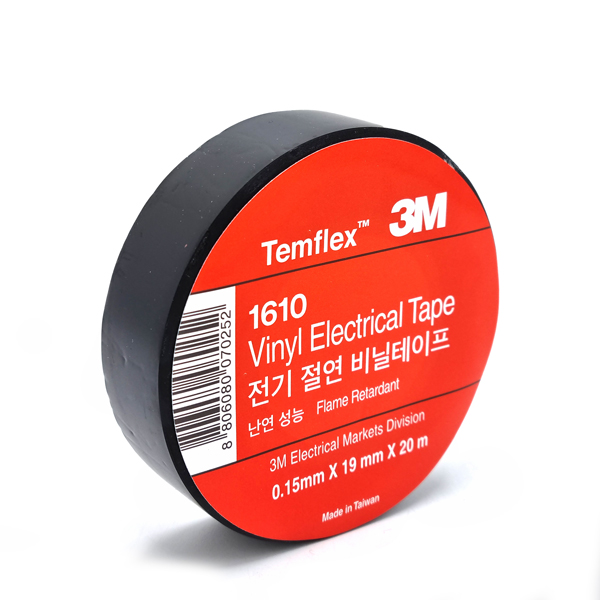 Temflex™ 3M
1610
Vinyl Electrical Tape
전기 절연 비닐테이프
난연 성능 Flame Retardant
3M Electrical Markets Division
0.15mm X 19 mm X 20 m
Made in Taiwan
8 806080 070252